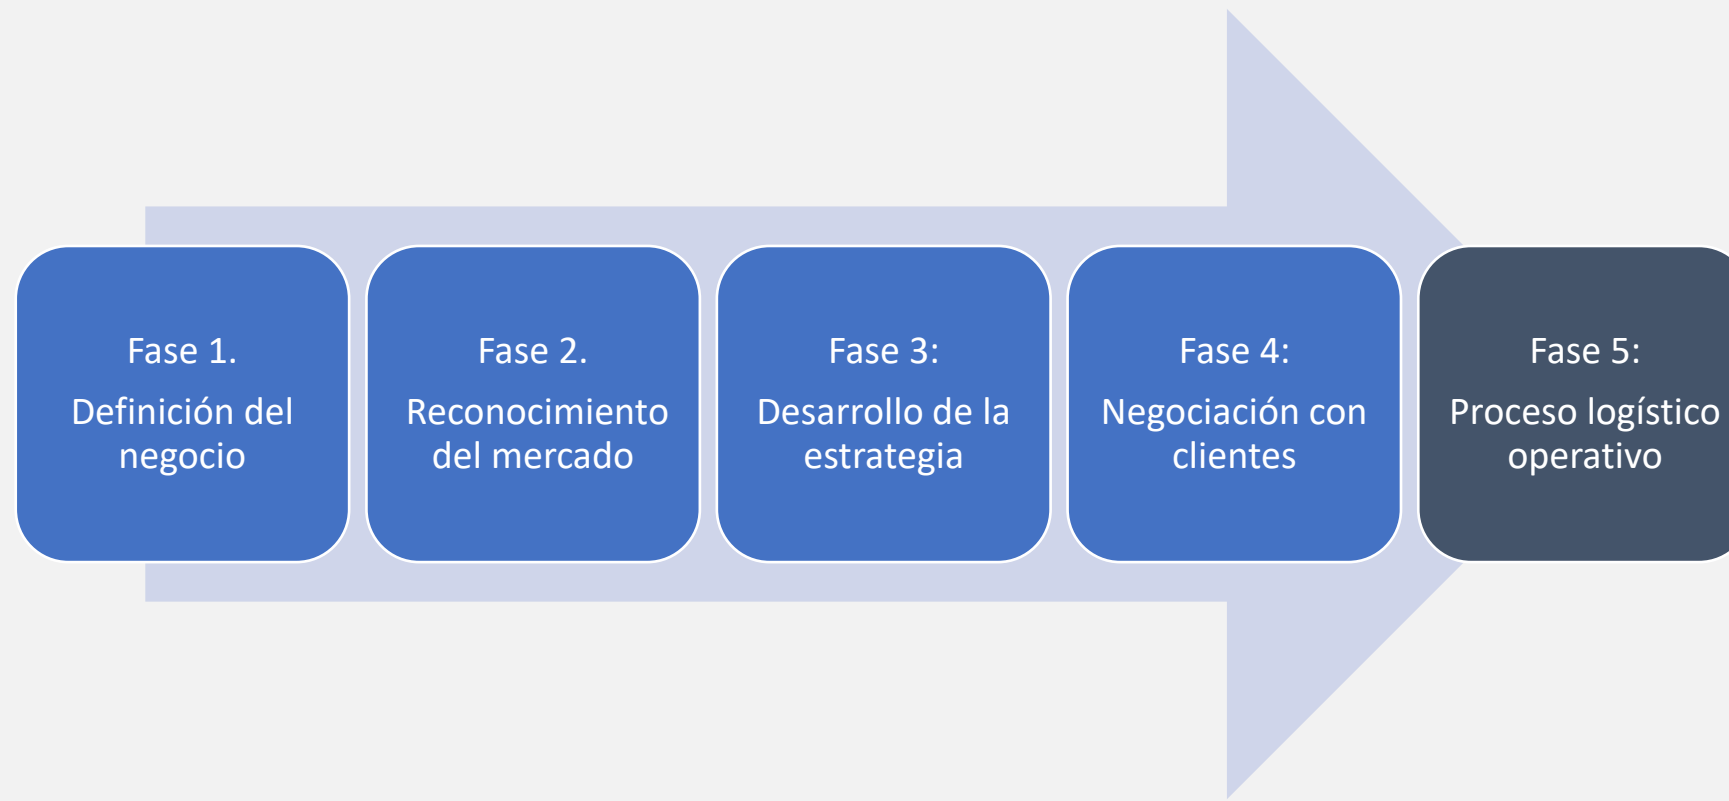 Fase 1.
Definición del
negocio
Fase 2.
Reconocimiento
del mercado
Fase 3:
Desarrollo de la
estrategia
Fase 4:
Negociación con
clientes
Fase 5:
Proceso logístico
operativo